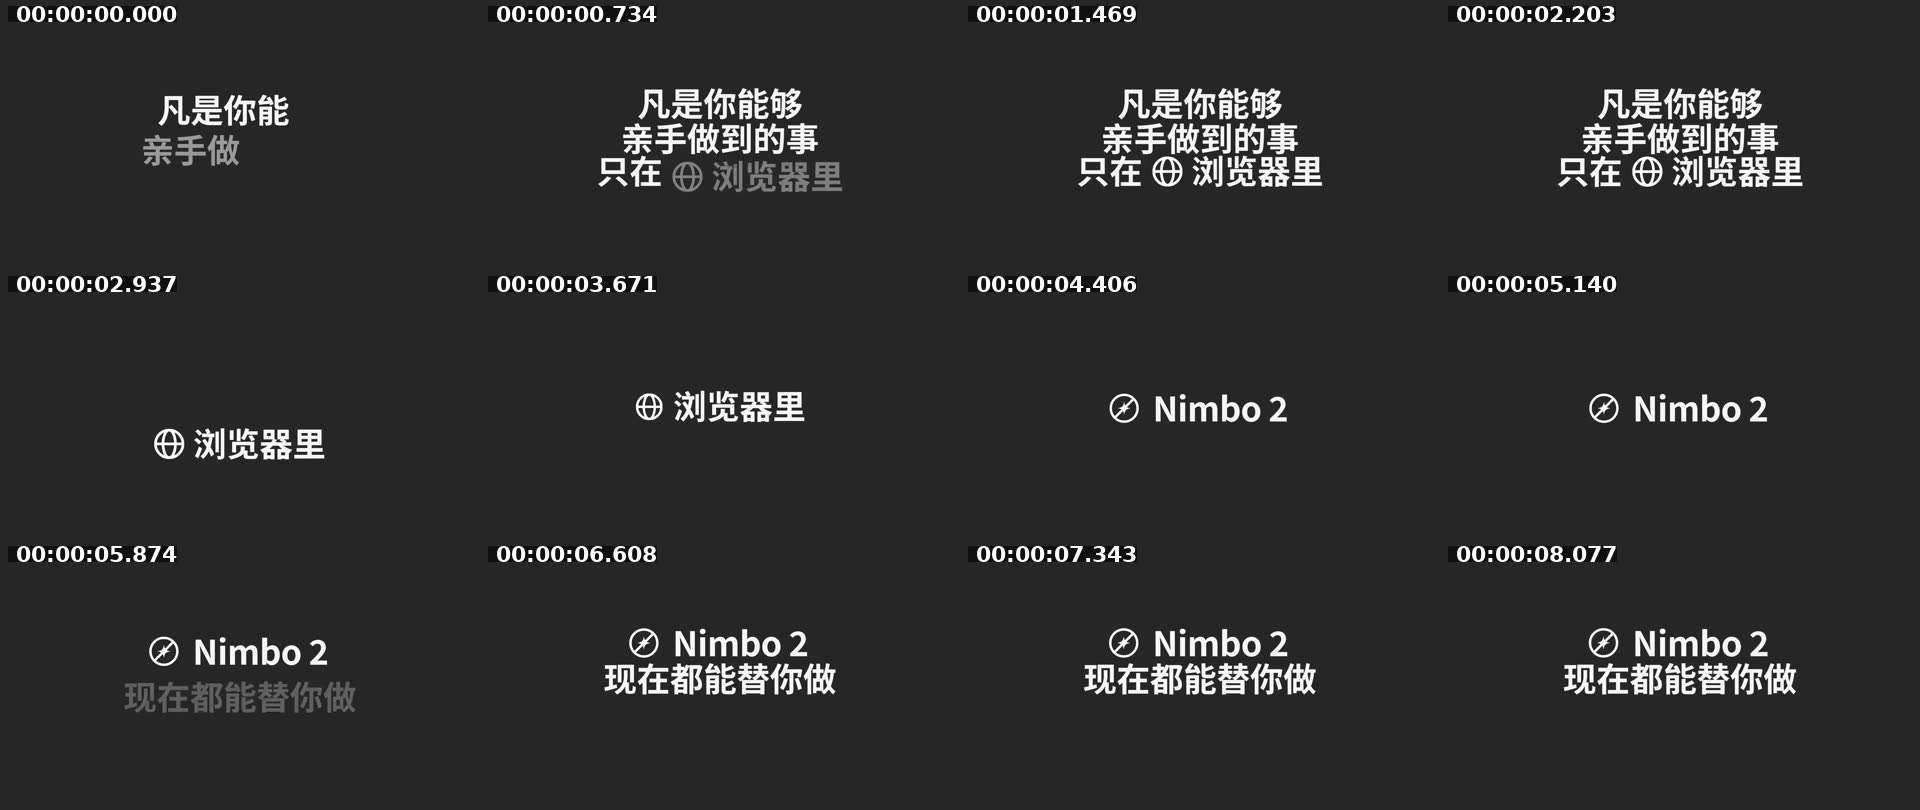 00:00:00.000
凡是你能
亲手做
00:00:00.734
凡是你能够
亲手做到的事
只在 浏览器里
00:00:01.469
凡是你能够
亲手做到的事
只在 浏览器里
00:00:02.203
凡是你能够
亲手做到的事
只在 浏览器里
00:00:02.937
浏览器里
00:00:03.671
浏览器里
00:00:04.406
Nimbo 2
00:00:05.140
Nimbo 2
00:00:05.874
Nimbo 2
现在都能替你做
00:00:06.608
Nimbo 2
现在都能替你做
00:00:07.343
Nimbo 2
现在都能替你做
00:00:08.077
Nimbo 2
现在都能替你做